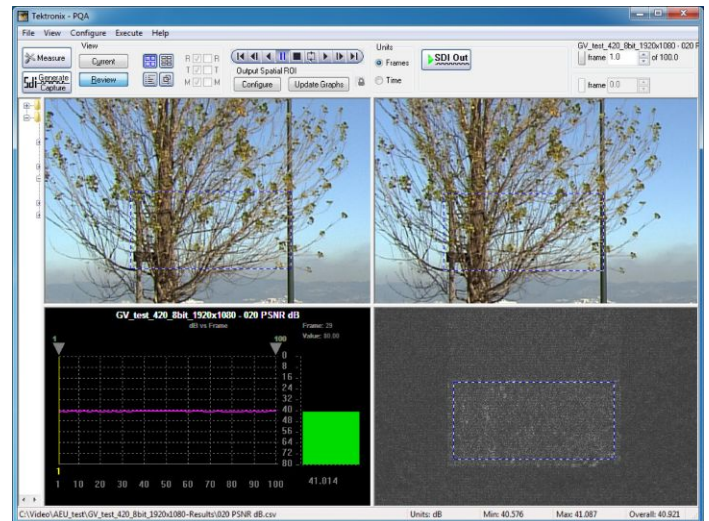 Tektronix - PQA
File View Configure Execute Help
Measure
Generate
Sdi
Capture
View
Current
Review
R R
T T
M M
Output Spatial ROI
Configure
Update Graphs
Units
Frames
Time
SDI Out
GV_test_420_8bit_1920x1080 - 020 F
frame 1.0 of 100.0
frame 0.0
GV_test_420_8bit_1920x1080 - 020 PSNR dB
dB vs Frame
Frame: 29
Value: 80.00
1 100
0
8
16
24
32
40
48
56
64
72
80
1
1 10 20 30 40 50 60 70 80 90 100
41.014
C:\Video\AEU_test\GV_test_420_8bit_1920x1080-Results\020 PSNR dB.csv
Units: dB
Min: 40.576
Max: 41.087
Overall: 40.921